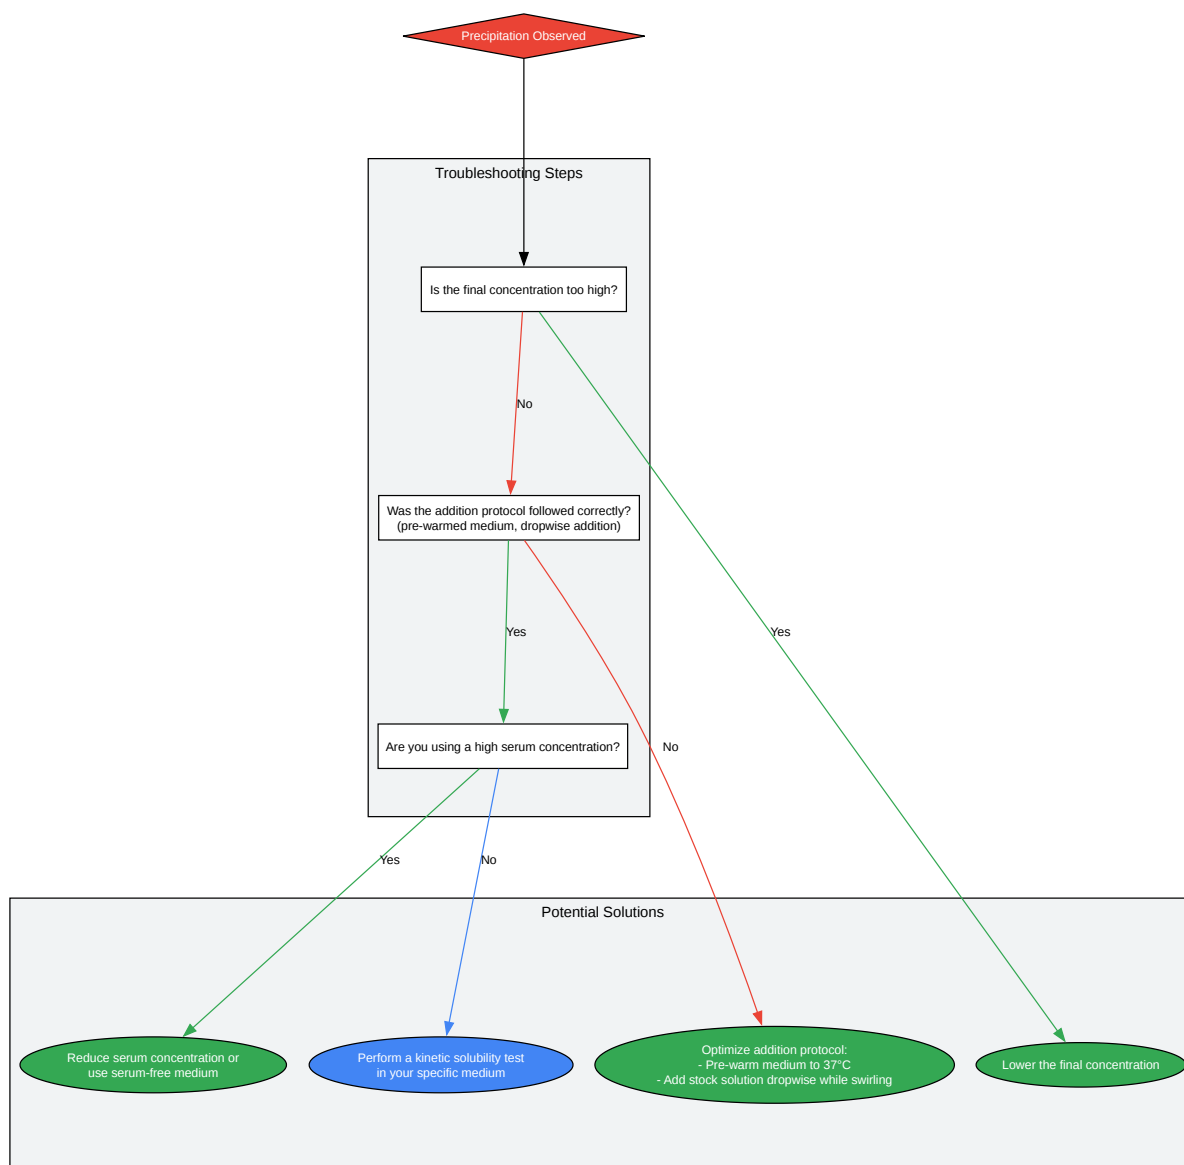 Precipitation Observed
Troubleshooting Steps
Is the final concentration too high?
No
Was the addition protocol followed correctly?
(pre-warmed medium, dropwise addition)
Yes
Yes
Are you using a high serum concentration?
No
Yes
No
Potential Solutions
Reduce serum concentration or
use serum-free medium
Perform a kinetic solubility test
in your specific medium
Optimize addition protocol:
- Pre-warm medium to 37°C
- Add stock solution dropwise while swirling
Lower the final concentration